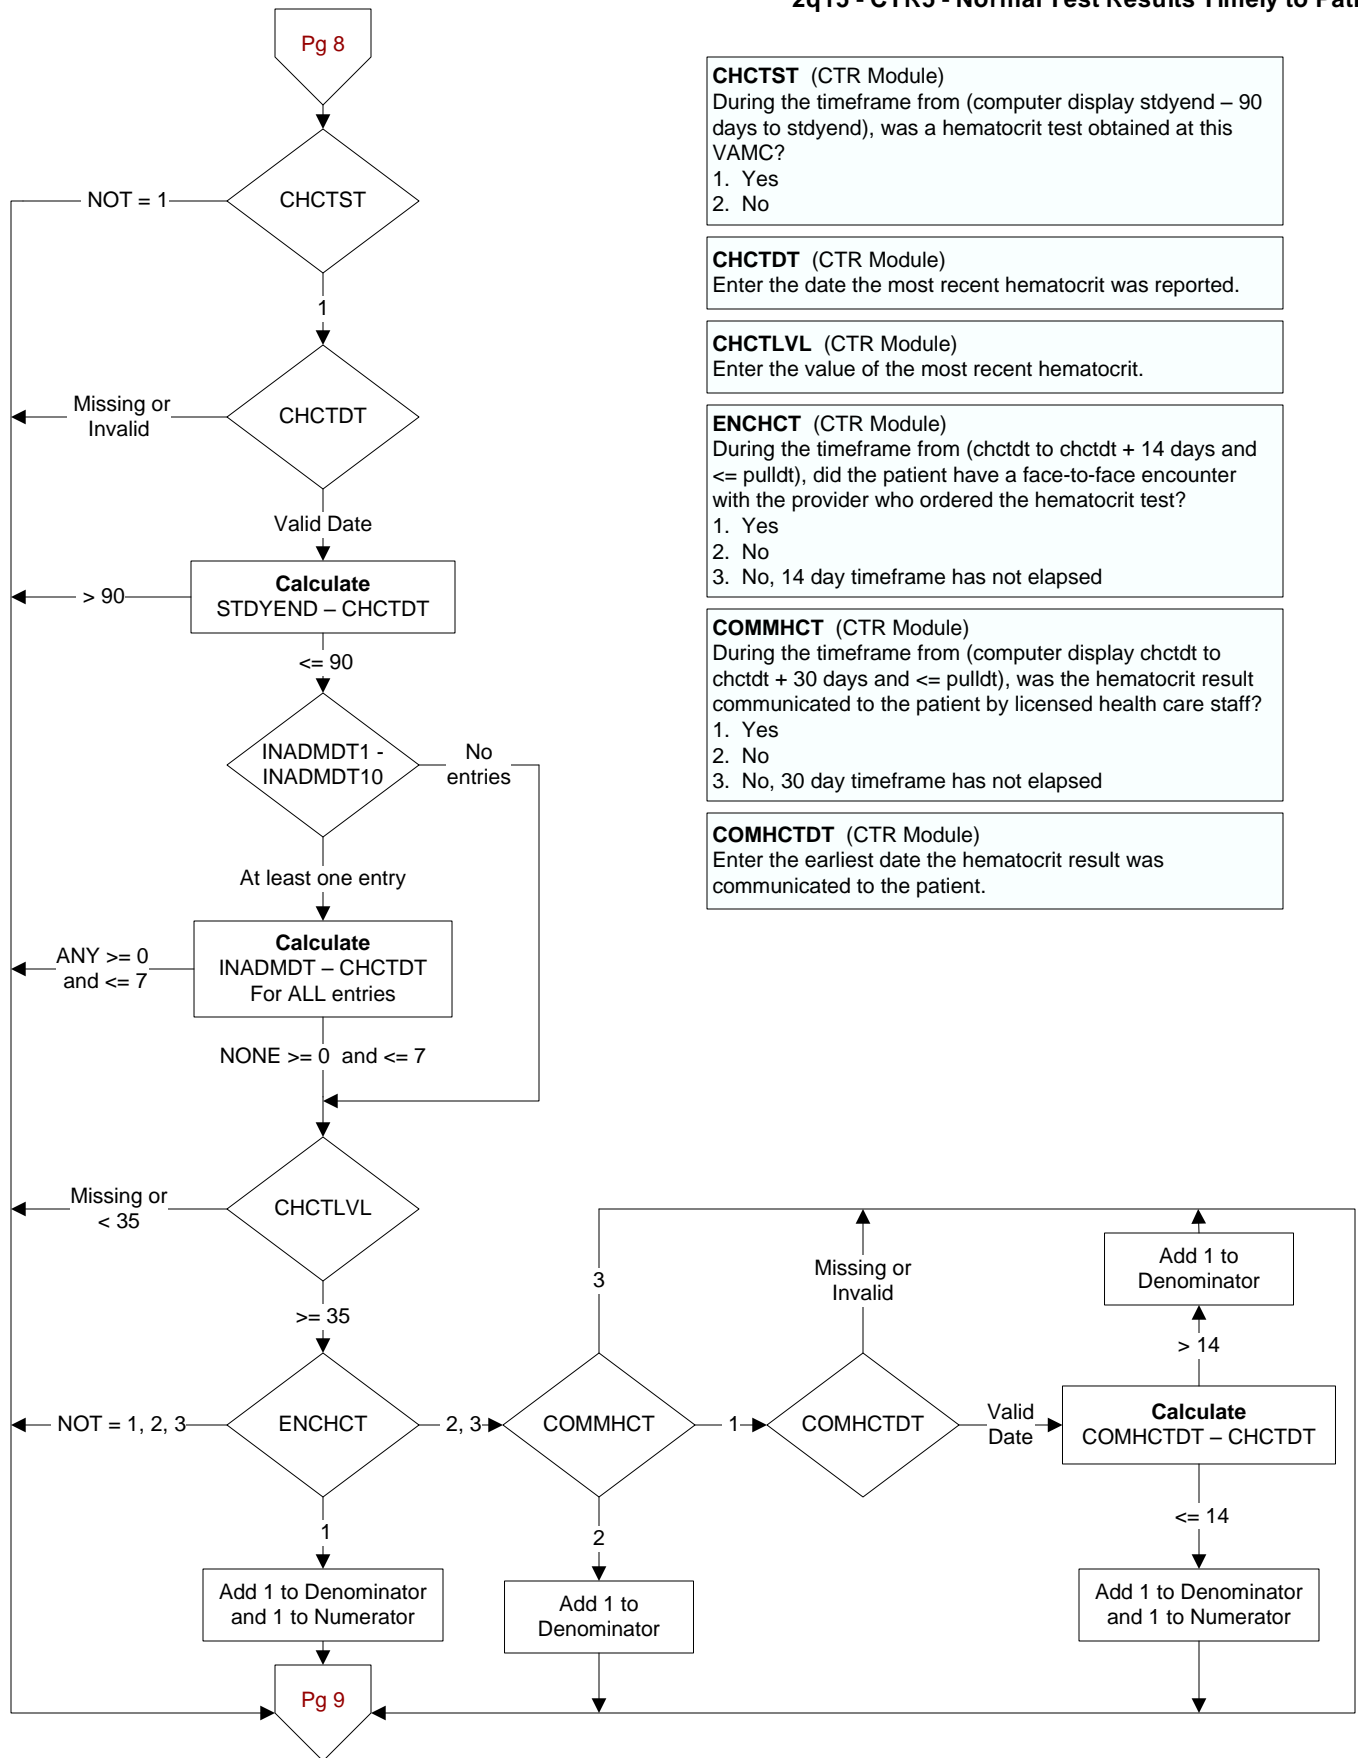 2q15 - CTR5 - Normal Test Results Timely to Pati
Pg 8
CHCTST (CTR Module)
During the timeframe from (computer display stdyend – 90
days to stdyend), was a hematocrit test obtained at this
VAMC?
1. Yes
2. No
CHCTDT (CTR Module)
Enter the date the most recent hematocrit was reported.
CHCTLVL (CTR Module)
Enter the value of the most recent hematocrit.
ENCHCT (CTR Module)
During the timeframe from (chctdt to chctdt + 14 days and
<= pulldt), did the patient have a face-to-face encounter
with the provider who ordered the hematocrit test?
1. Yes
2. No
3. No, 14 day timeframe has not elapsed
COMMHCT (CTR Module)
During the timeframe from (computer display chctdt to
chctdt + 30 days and <= pulldt), was the hematocrit result
communicated to the patient by licensed health care staff?
1. Yes
2. No
3. No, 30 day timeframe has not elapsed
COMHCTDT (CTR Module)
Enter the earliest date the hematocrit result was
communicated to the patient.
NOT = 1
CHCTST
1
Missing or
Invalid
CHCTDT
Valid Date
> 90
Calculate
STDYEND – CHCTDT
<= 90
INADMDT1 -
INADMDT10
No
entries
At least one entry
ANY >= 0
and <= 7
Calculate
INADMDT – CHCTDT
For ALL entries
NONE >= 0 and <= 7
Missing or
< 35
CHCTLVL
>= 35
NOT = 1, 2, 3
ENCHCT
2, 3
COMMHCT
3
1
COMHCTDT
Missing or
Invalid
Valid
Date
Calculate
COMHCTDT – CHCTDT
> 14
Add 1 to
Denominator
<= 14
Add 1 to Denominator
and 1 to Numerator
2
Add 1 to
Denominator
1
Add 1 to Denominator
and 1 to Numerator
Pg 9